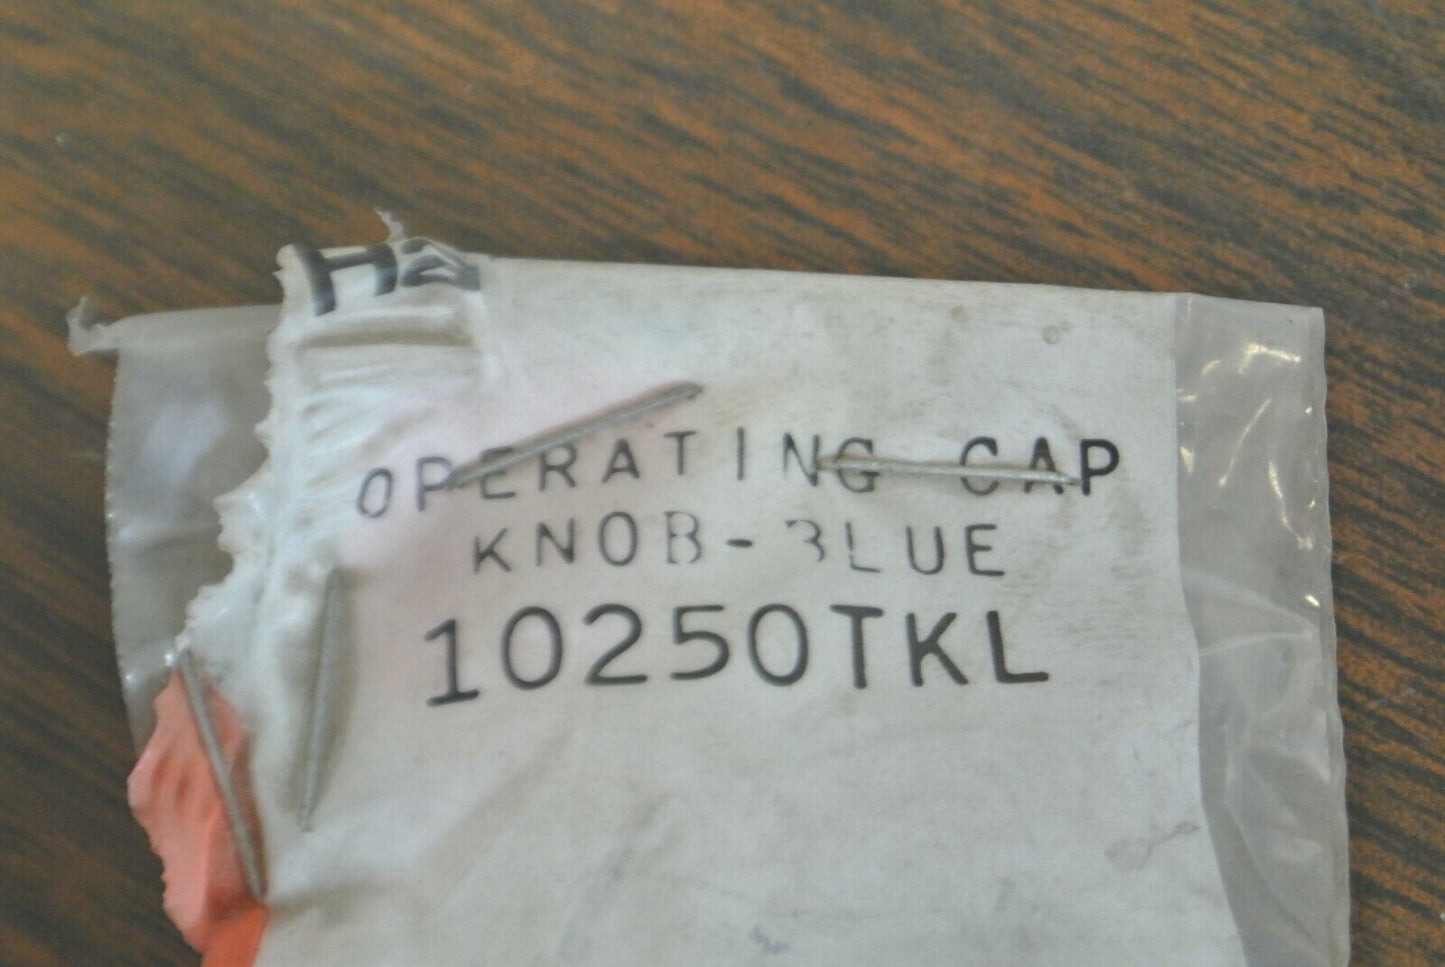 OPERATING CAP
KNOB-BLUE
10250TKL